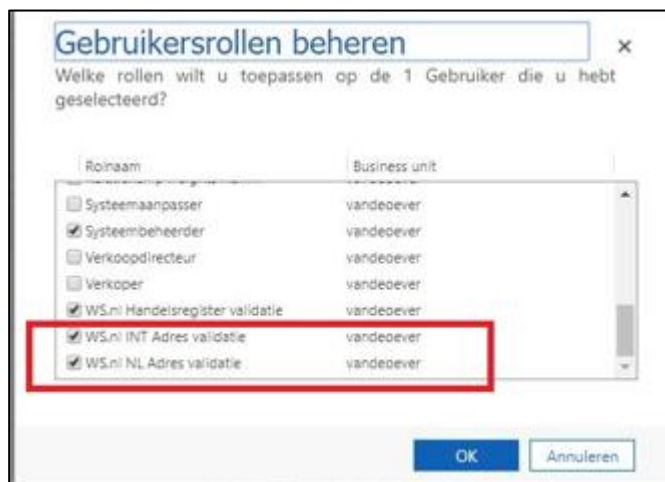 Gebruikersrollen beheren
Welke rollen wilt u toepassen op de 1 Gebruiker die u hebt
geselecteerd?
Rolnaam Business unit
Systeemaanpasser vandeoever
Systeembeheerder vandeoever
Verkoopdirecteur vandeoever
Verkoper vandeoever
WS.nl Handelsregister validatie vandeoever
WS.nl INT Adres validatie vandeoever
WS.nl NL Adres validatie vandeoever
OK Annuleren